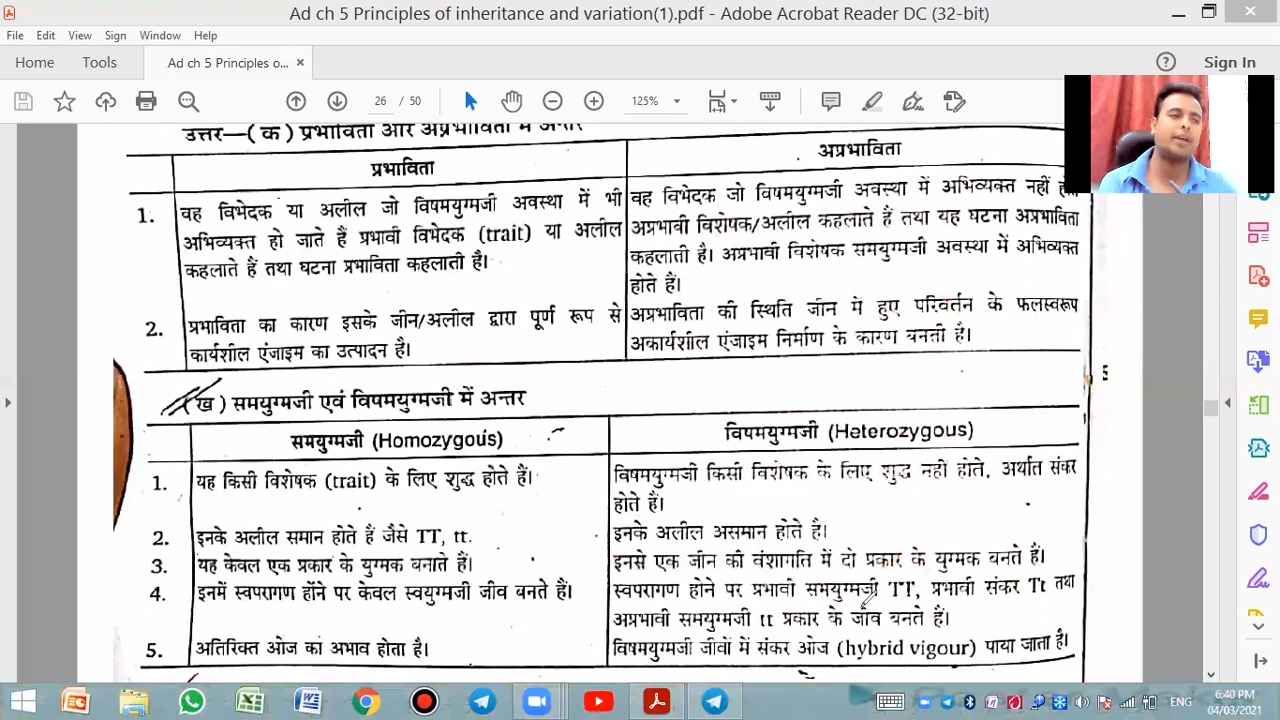 Ad ch 5 Principles of inheritance and variation(1).pdf - Adobe Acrobat Reader DC (32-bit)
File Edit View Sign Window Help
Home Tools Ad ch 5 Principles o... × Sign In
26 / 50 125%
उत्तर—(क) प्रभाविता और अप्रभाविता में अन्तर
प्रभाविता
अप्रभाविता
1. वह विभेदक या अलील जो विषमयुग्मजी अवस्था में भी
अभिव्यक्त हो जाते हैं प्रभावी विभेदक (trait) या अलील
कहलाते हैं तथा घटना प्रभाविता कहलाती है।
वह विभेदक जो विषमयुग्मजी अवस्था में अभिव्यक्त नहीं
अप्रभावी विशेषक/अलील कहलाते हैं तथा यह घटना अप्रभाविता
कहलाती है। अप्रभावी विशेषक समयुग्मजी अवस्था में अभिव्यक्त
होते हैं।
2. प्रभाविता का कारण इसके जीन/अलील द्वारा पूर्ण रूप से
कार्यशील एंजाइम का उत्पादन है।
अप्रभाविता की स्थिति जीन में हुए परिवर्तन के फलस्वरूप
अकार्यशील एंजाइम निर्माण के कारण बनती है।
(ख) समयुग्मजी एवं विषमयुग्मजी में अन्तर
समयुग्मजी (Homozygous)
विषमयुग्मजी (Heterozygous)
1. यह किसी विशेषक (trait) के लिए शुद्ध होते हैं।
विषमयुग्मजी किसी विशेषक के लिए शुद्ध नहीं होते, अर्थात संकर
होते हैं।
2. इनके अलील समान होते हैं जैसे TT, tt.
इनके अलील असमान होते है।
3. यह केवल एक प्रकार के युग्मक बनाते हैं।
इनसे एक जीन की वंशागति में दो प्रकार के युग्मक बनते हैं।
4. इनमें स्वपरागण होंने पर केवल स्वयुग्मजी जीव बनते हैं।
स्वपरागण होने पर प्रभावी समयुग्मजी TT, प्रभावी संकर Tt तथा
अप्रभावी समयुग्मजी tt प्रकार के जीव बनते हैं।
5. अतिरिक्त ओज का अभाव होता है।
विषमयुग्मजी जीवों में संकर ओज (hybrid vigour) पाया जाता है।
5
ENG
6:40 PM
04/03/2021